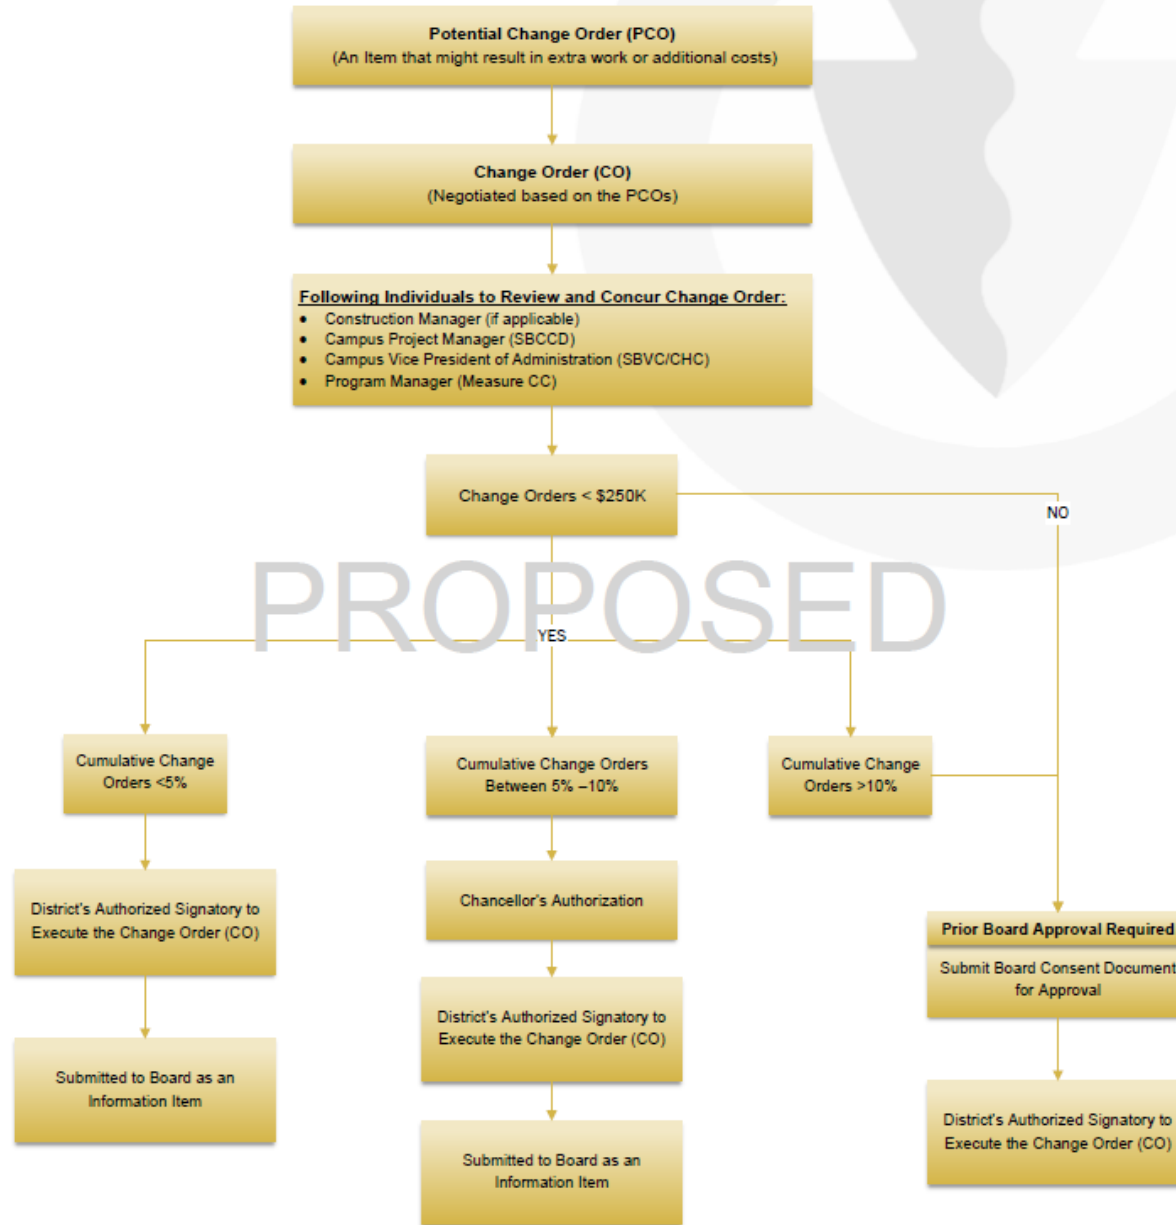 Potential Change Order (PCO)
(An Item that might result in extra work or additional costs)
Change Order (CO)
(Negotiated based on the PCOs)
Following Individuals to Review and Concur Change Order:
• Construction Manager (if applicable)
• Campus Project Manager (SBCCD)
• Campus Vice President of Administration (SBVC/CHC)
• Program Manager (Measure CC)
Change Orders < $250K
NO
PROPOSED
YES
Cumulative Change
Orders <5%
Cumulative Change Orders
Between 5% –10%
Cumulative Change
Orders >10%
District's Authorized Signatory to
Execute the Change Order (CO)
Chancellor's Authorization
Prior Board Approval Required
Submit Board Consent Document
for Approval
District's Authorized Signatory to
Execute the Change Order (CO)
Submitted to Board as an
Information Item
District's Authorized Signatory to
Execute the Change Order (CO)
Submitted to Board as an
Information Item